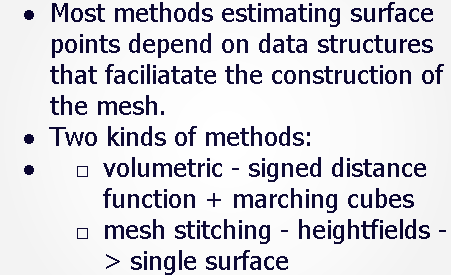 • Most methods estimating surface
points depend on data structures
that faciliatate the construction of
the mesh.
• Two kinds of methods:
• □ volumetric - signed distance
function + marching cubes
□ mesh stitching - heightfields -
> single surface